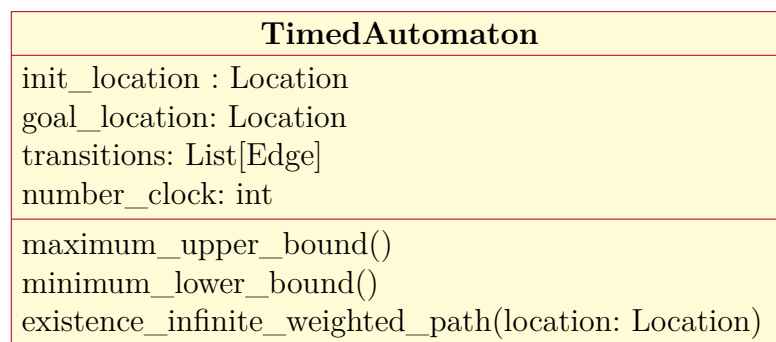 TimedAutomaton
init_location : Location
goal_location: Location
transitions: List[Edge]
number_clock: int
maximum_upper_bound()
minimum_lower_bound()
existence_infinite_weighted_path(location: Location)